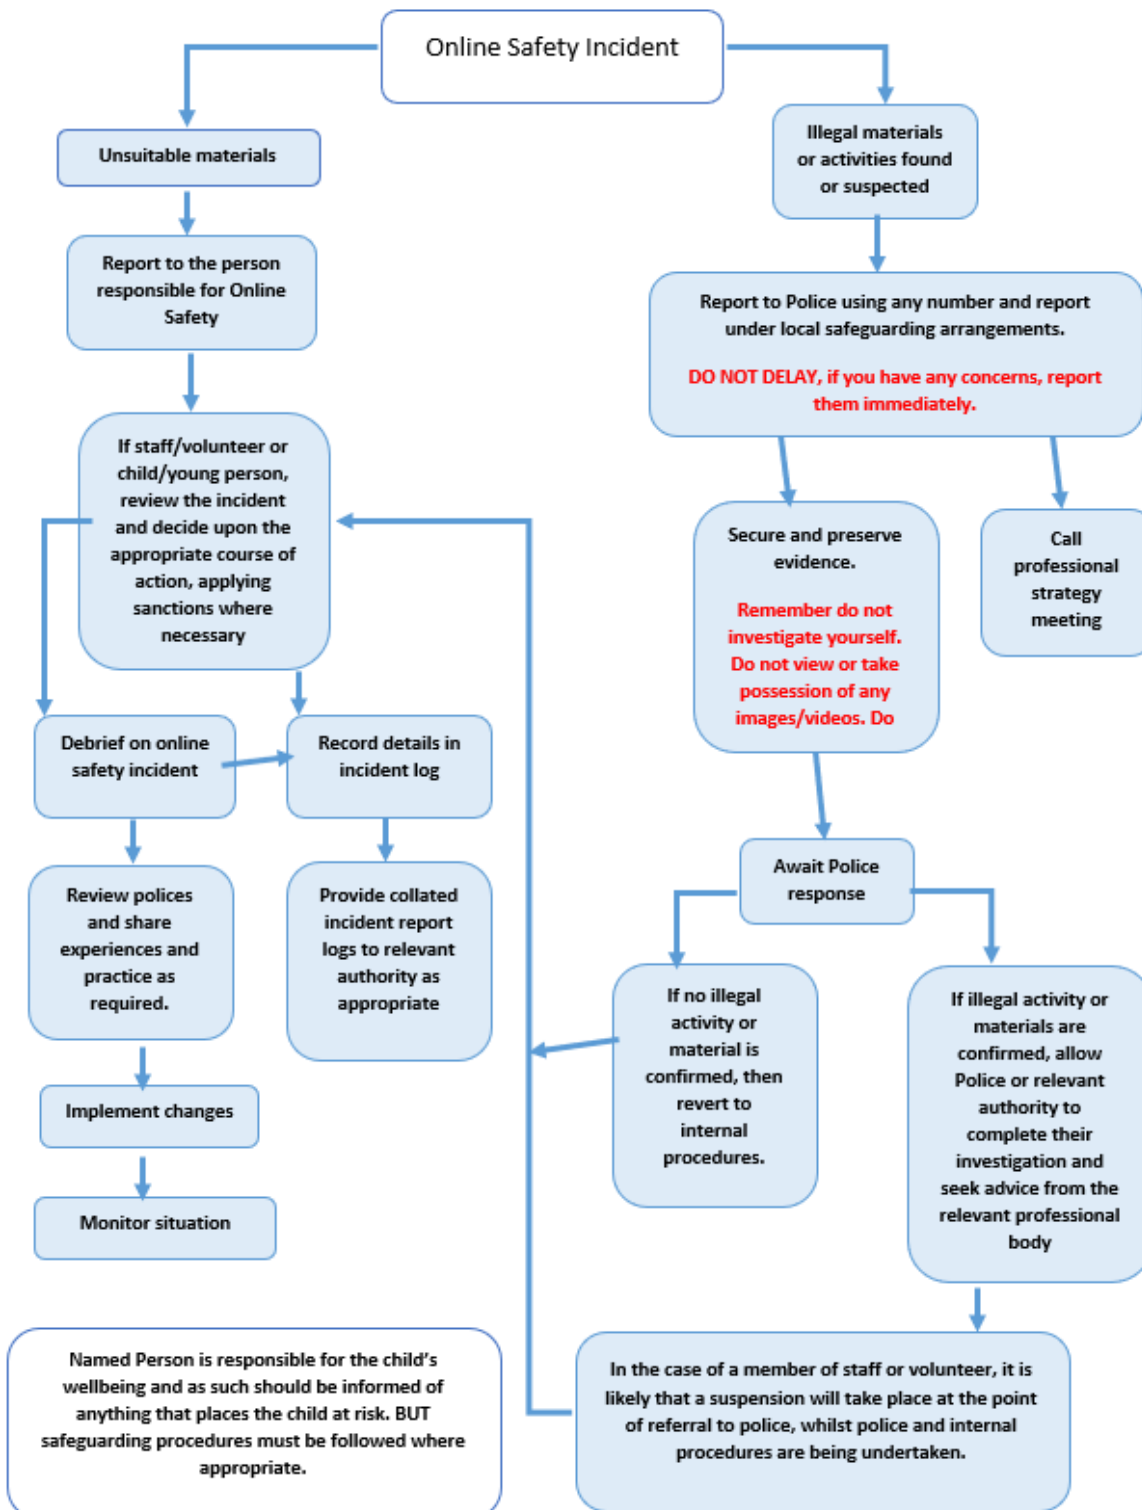 Online Safety Incident
Unsuitable materials
Illegal materials
or activities found
or suspected
Report to the person
responsible for Online
Safety
Report to Police using any number and report
under local safeguarding arrangements.
DO NOT DELAY, if you have any concerns, report
them immediately.
If staff/volunteer or
child/young person,
review the incident
and decide upon the
appropriate course of
action, applying
sanctions where
necessary
Secure and preserve
evidence.
Remember do not
investigate yourself.
Do not view or take
possession of any
images/videos. Do
Call
professional
strategy
meeting
Debrief on online
safety incident
Record details in
incident log
Review polices
and share
experiences and
practice as
required.
Provide collated
incident report
logs to relevant
authority as
appropriate
Await Police
response
If no illegal
activity or
material is
confirmed, then
revert to
internal
procedures.
If illegal activity or
materials are
confirmed, allow
Police or relevant
authority to
complete their
investigation and
seek advice from the
relevant professional
body
Implement changes
Monitor situation
Named Person is responsible for the child's
wellbeing and as such should be informed of
anything that places the child at risk. BUT
safeguarding procedures must be followed where
appropriate.
In the case of a member of staff or volunteer, it is
likely that a suspension will take place at the point
of referral to police, whilst police and internal
procedures are being undertaken.